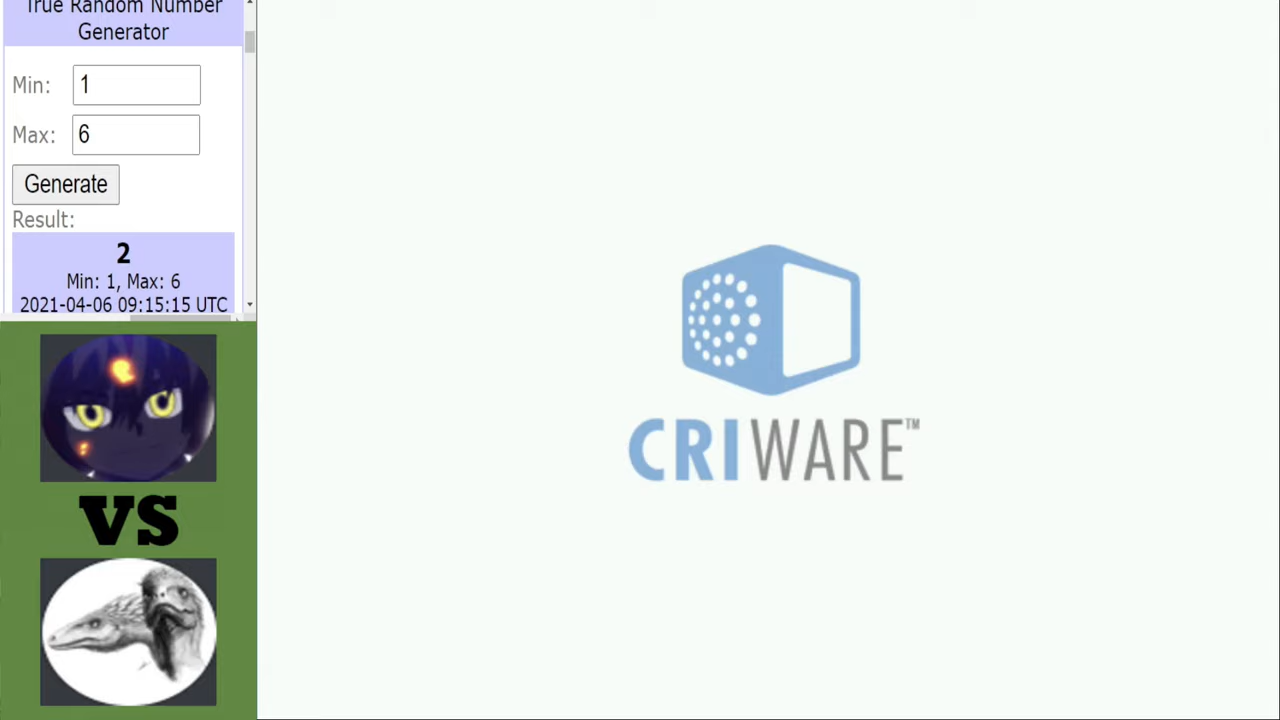 True Random Number
Generator
Min: 1
Max: 6
Generate
Result:
2
Min: 1, Max: 6
2021-04-06 09:15:15 UTC
VS
CRIWARE™